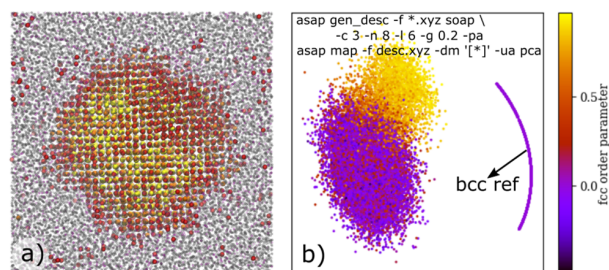 a)
asap gen_desc -f *.xyz soap \
-c 3 -n 8 -l 6 -g 0.2 -pa
asap map -f desc.xyz -dm '[*]' -ua pca
bcc ref
b)
0.5
0.0
fcc order parameter